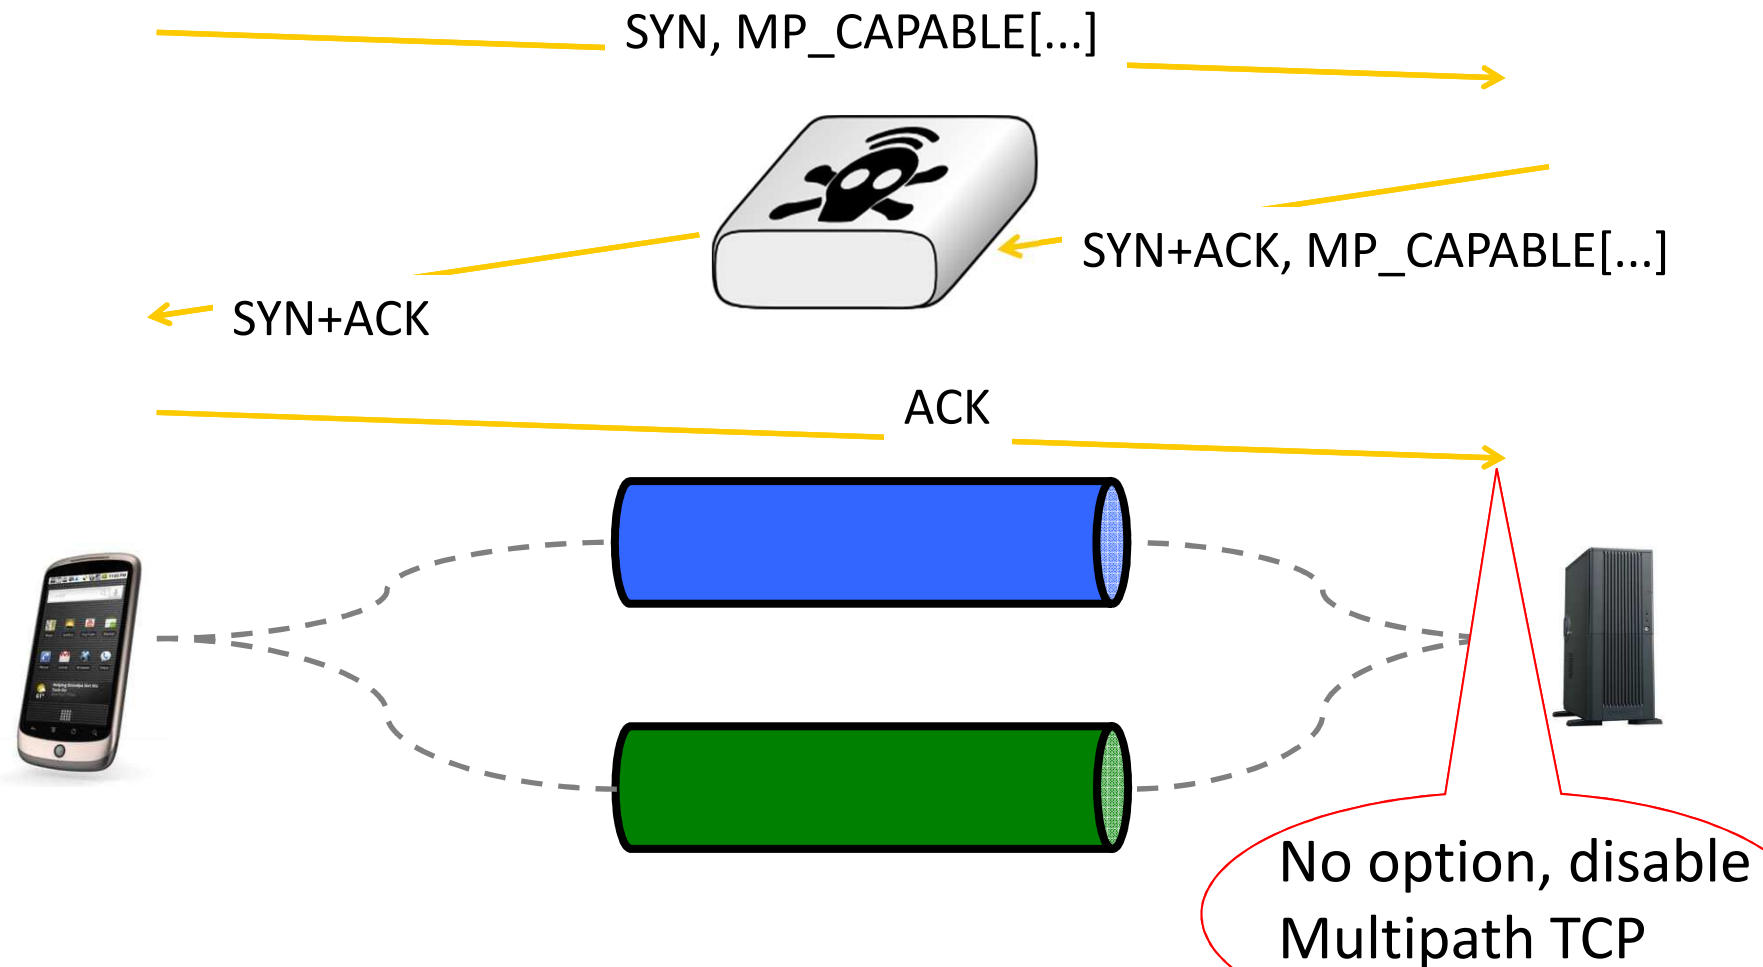 SYN, MP_CAPABLE[...]
SYN+ACK, MP_CAPABLE[...]
SYN+ACK
ACK
No option, disable
Multipath TCP